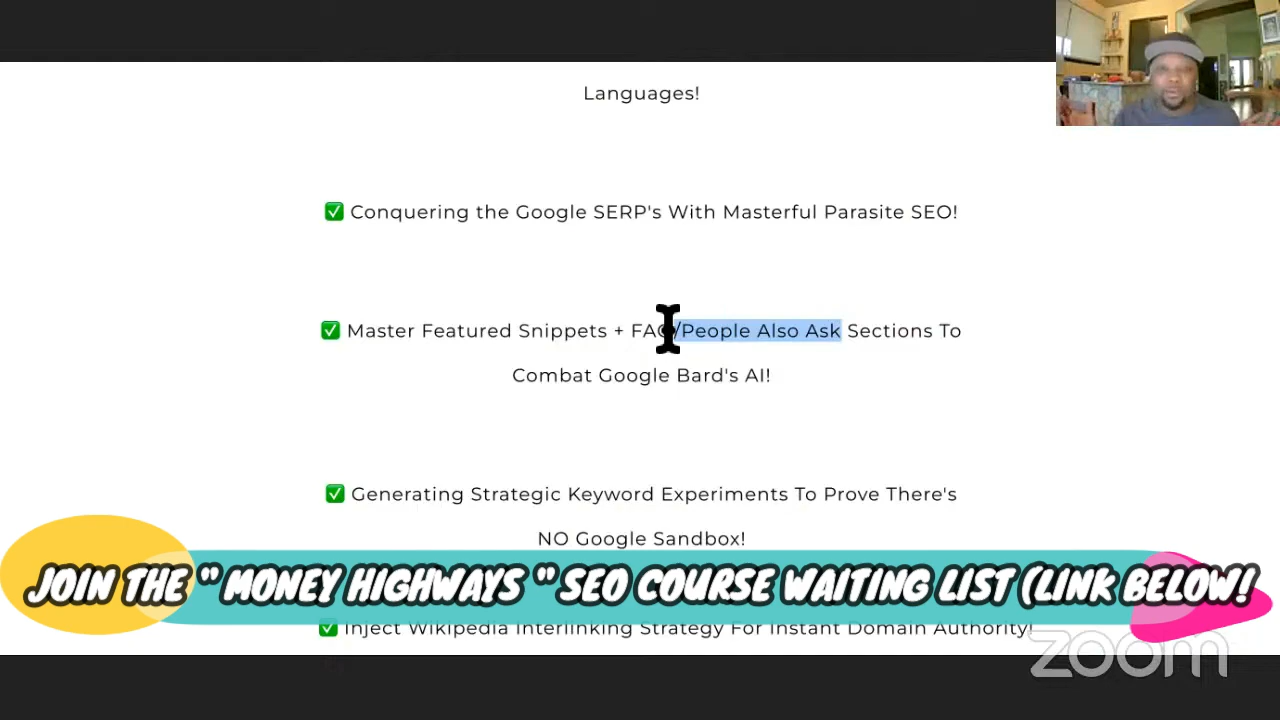 Languages!
✅ Conquering the Google SERP's With Masterful Parasite SEO!
✅ Master Featured Snippets + FAQ/People Also Ask Sections To
Combat Google Bard's AI!
✅ Generating Strategic Keyword Experiments To Prove There's
NO Google Sandbox!
JOIN THE " MONEY HIGHWAYS " SEO COURSE WAITING LIST (LINK BELOW!
✅ Inject Wikipedia Interlinking Strategy For Instant Domain Authority!
zoom